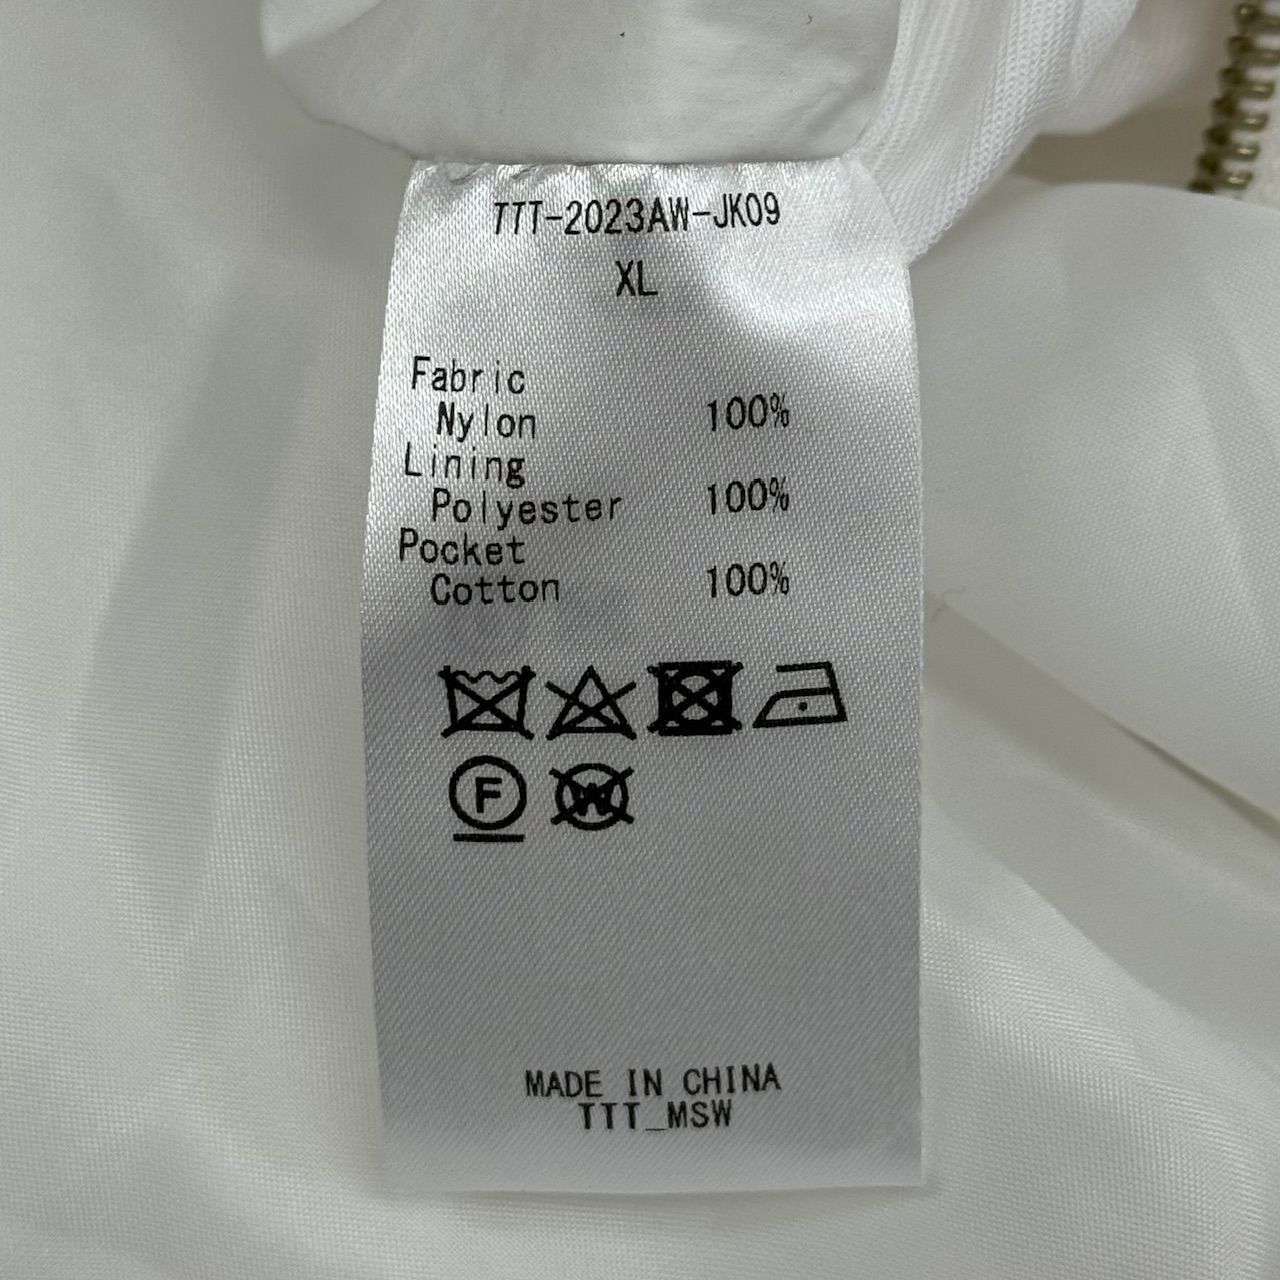 TTT-2023AW-JK09
XL
Fabric
Nylon 100%
Lining
Polyester 100%
Pocket
Cotton 100%
F W
MADE IN CHINA
TTT_MSW